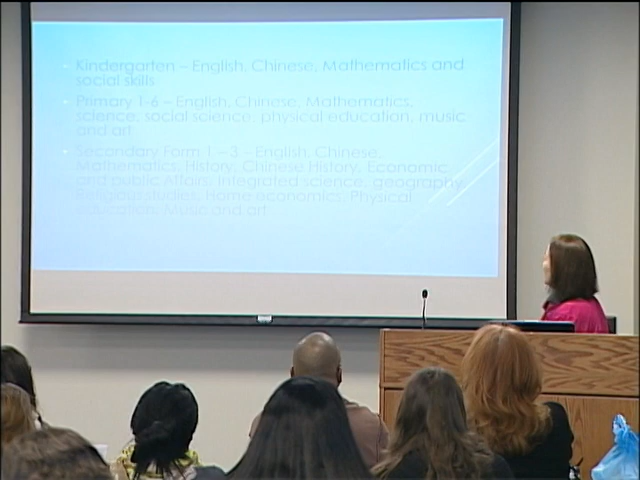 Kindergarten – English, Chinese, Mathematics and
social skills
Primary 1-6 – English, Chinese, Mathematics,
science, social science, physical education, music
and art
Secondary Form 1 – 3 – English, Chinese,
Mathematics, History, Chinese History, Economic
and public Affairs, Integrated science, geography
Religious studies, Home economics, Physical
education, Music and art